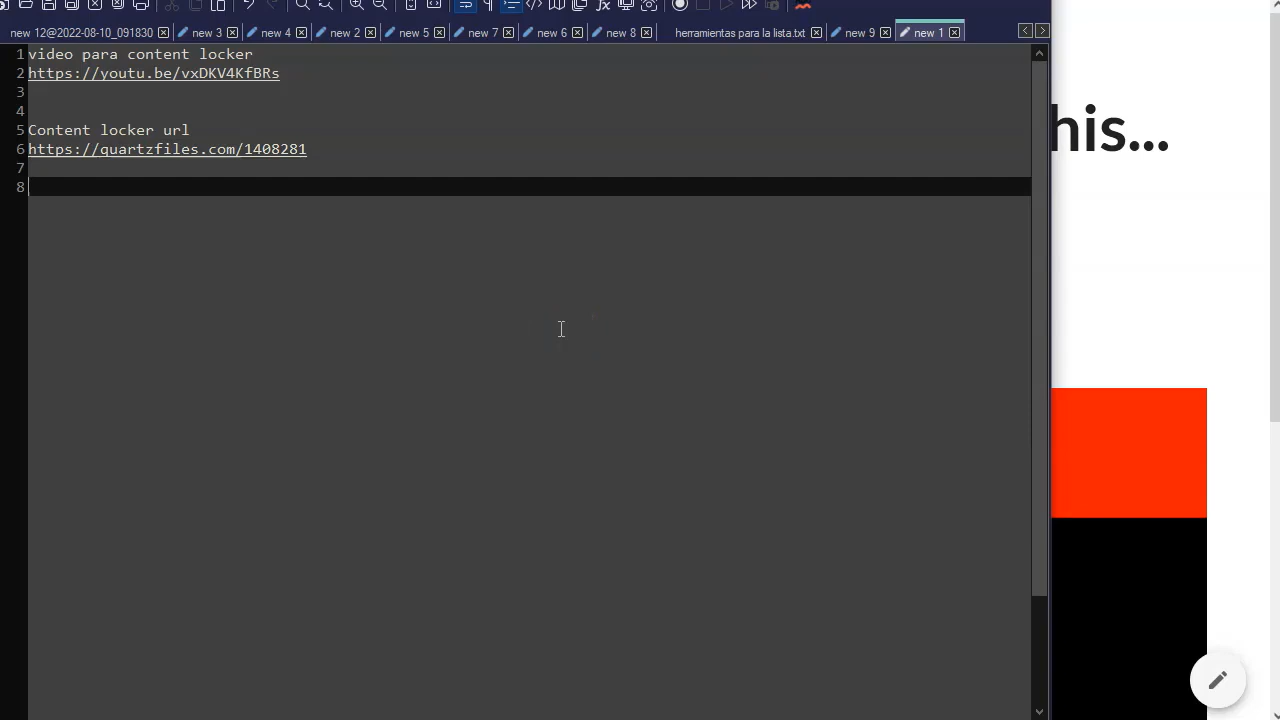 new 12@2022-08-10_091830 new 3 new 4 new 2 new 5 new 7 new 6 new 8 herramientas para la lista.txt new 9 new 1
1 video para content locker
2 https://youtu.be/vxDKV4KfBRs
3
4
5 Content locker url
6 https://quartzfiles.com/1408281
7
8
his...